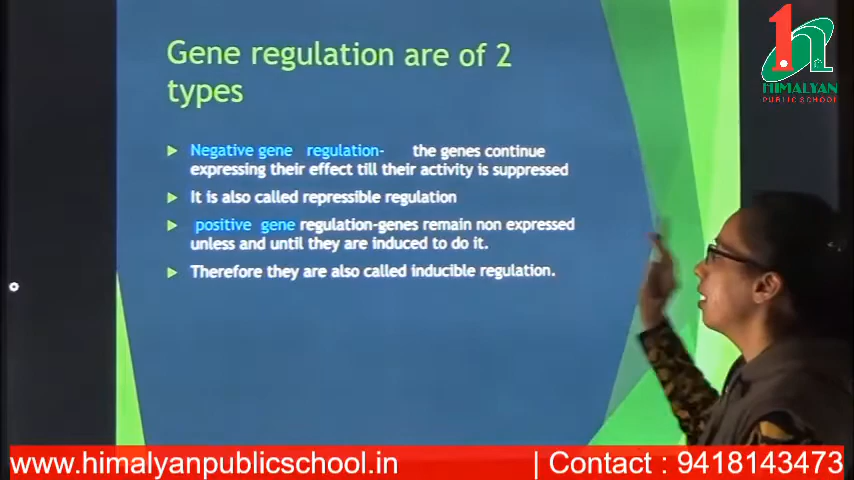 Gene regulation are of 2
types
Negative gene regulation- the genes continue
expressing their effect till their activity is suppressed
It is also called repressible regulation
positive gene regulation-genes remain non expressed
unless and until they are induced to do it.
Therefore they are also called inducible regulation.
HIMALYAN
PUBLIC SCHOOL
www.himalyanpublicschool.in | Contact : 9418143473